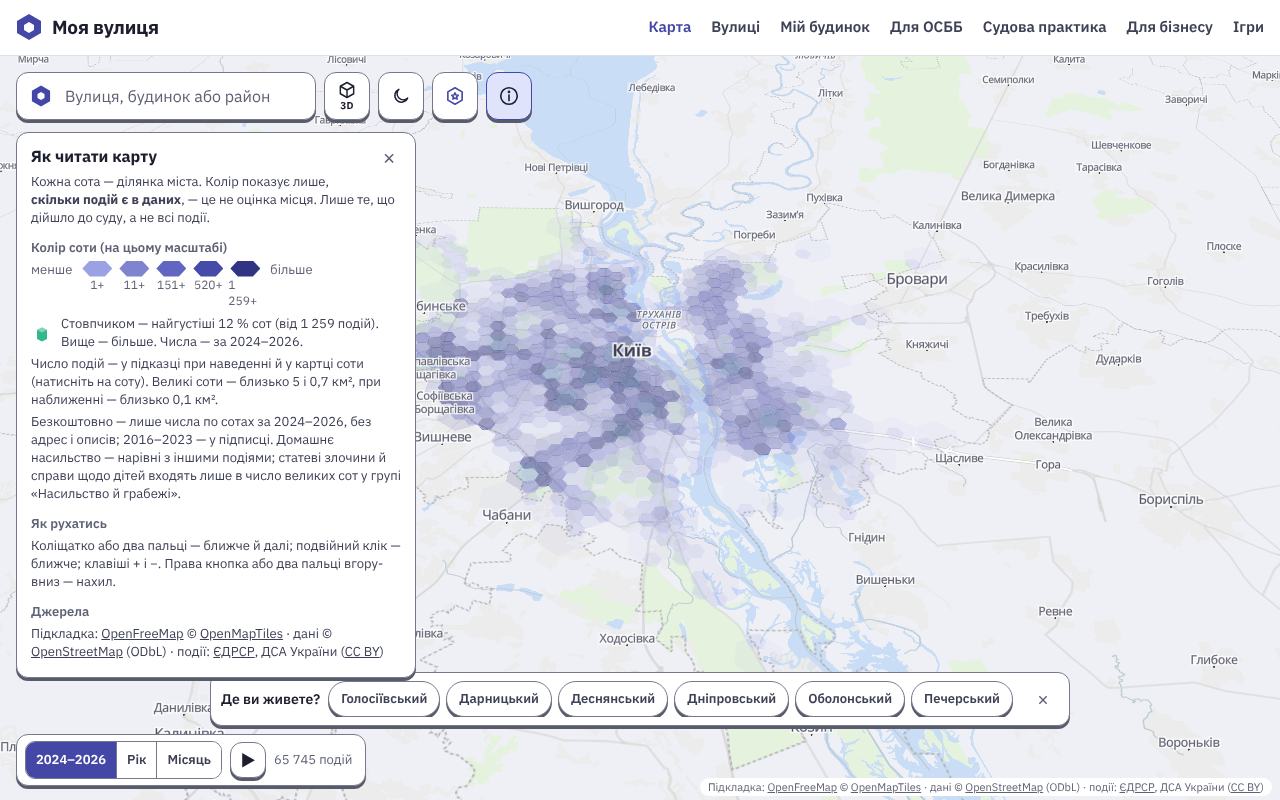 Моя вулиця
Карта
Вулиці
Мій будинок
Для ОСББ
Судова практика
Для бізнесу
Ігри
Мирча
Лісовичі
Калита
Лебедівка
Літки
Семиполки
Заворичі
Вулиця, будинок або район
3D
Як читати карту
×
Кожна сота — ділянка міста. Колір показує лише,
скільки подій є в даних, — це не оцінка місця. Лише те, що
дійшло до суду, а не всі події.
Колір соти (на цьому масштабі)
менше
більше
1+
11+
151+
520+
1
259+
Стовпчиком — найгустіші 12 % сот (від 1 259 подій).
Вище — більше. Числа — за 2024–2026.
Число подій — у підказці при наведенні й у картці соти
(натисніть на соту). Великі соти — близько 5 і 0,7 км², при
наближенні — близько 0,1 км².
Безкоштовно — лише числа по сотах за 2024–2026, без
адрес і описів; 2016–2023 — у підписці. Домашнє
насильство — нарівні з іншими подіями; статеві злочини й
справи щодо дітей входять лише в число великих сот у групі
«Насильство й грабежі».
Як рухатись
Коліщатко або два пальці — ближче й далі; подвійний клік —
ближче; клавіші + і −. Права кнопка або два пальці вгору-
вниз — нахил.
Джерела
Підкладка: OpenFreeMap © OpenMapTiles · дані ©
OpenStreetMap (ODbL) · події: ЄДРСР, ДСА України (CC BY)
Нові Петрівці
Шевченкове
Богданівка
Тарасівка
Вишгород
Пухівка
Велика Димерка
Зазим'я
Калинівка
Погреби
Плоске
Красилівка
Бровари
Гоголів
ТРУХАНІВ
ОСТРІВ
Требухів
Княжичі
Київ
Дударків
Софіївська
Борщагівка
Вишневе
Велика
Олександрівка
Щасливе
Гора
Бориспіль
Чабани
Гнідин
Вишеньки
Ревне
Ходосівка
Глибоке
Вороньків
Данилівка
Калинівка
Козин
Де ви живете?
Голосіївський
Дарницький
Деснянський
Дніпровський
Оболонський
Печерський
×
2024–2026
Рік
Місяць
65 745 подій
Підкладка: OpenFreeMap © OpenMapTiles · дані © OpenStreetMap (ODbL) · події: ЄДРСР, ДСА України (CC BY)